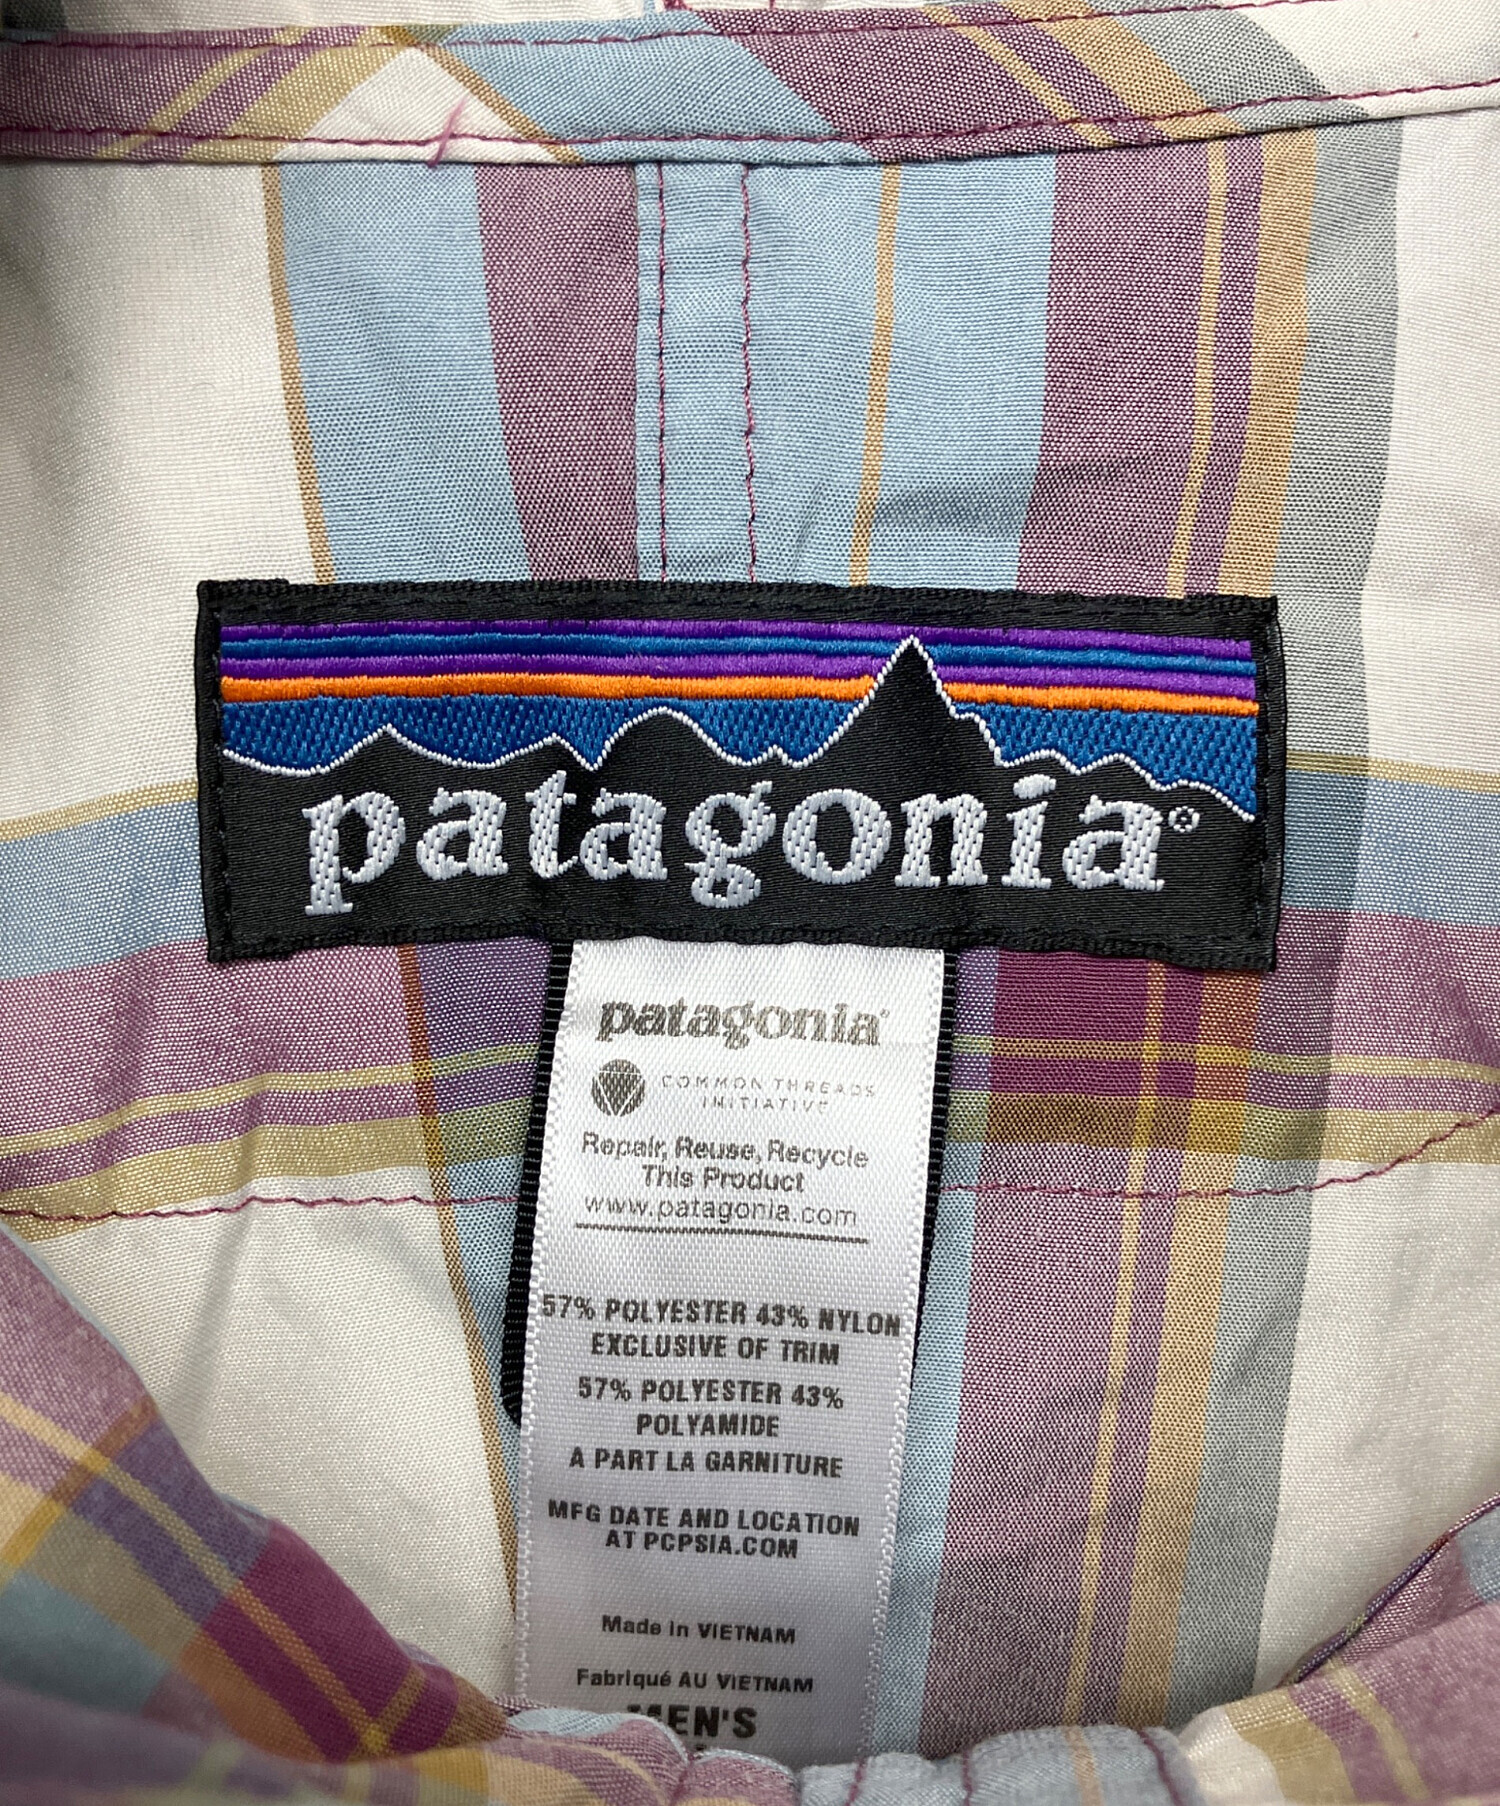 patagonia®
patagonia®
COMMON THREADS
INITIATIVE
Repair, Reuse, Recycle
This Product
www.patagonia.com
57% POLYESTER 43% NYLON
EXCLUSIVE OF TRIM
57% POLYESTER 43%
POLYAMIDE
A PART LA GARNITURE
MFG DATE AND LOCATION
AT PCPSIA.COM
Made in VIETNAM
Fabriqué AU VIETNAM
MEN'S